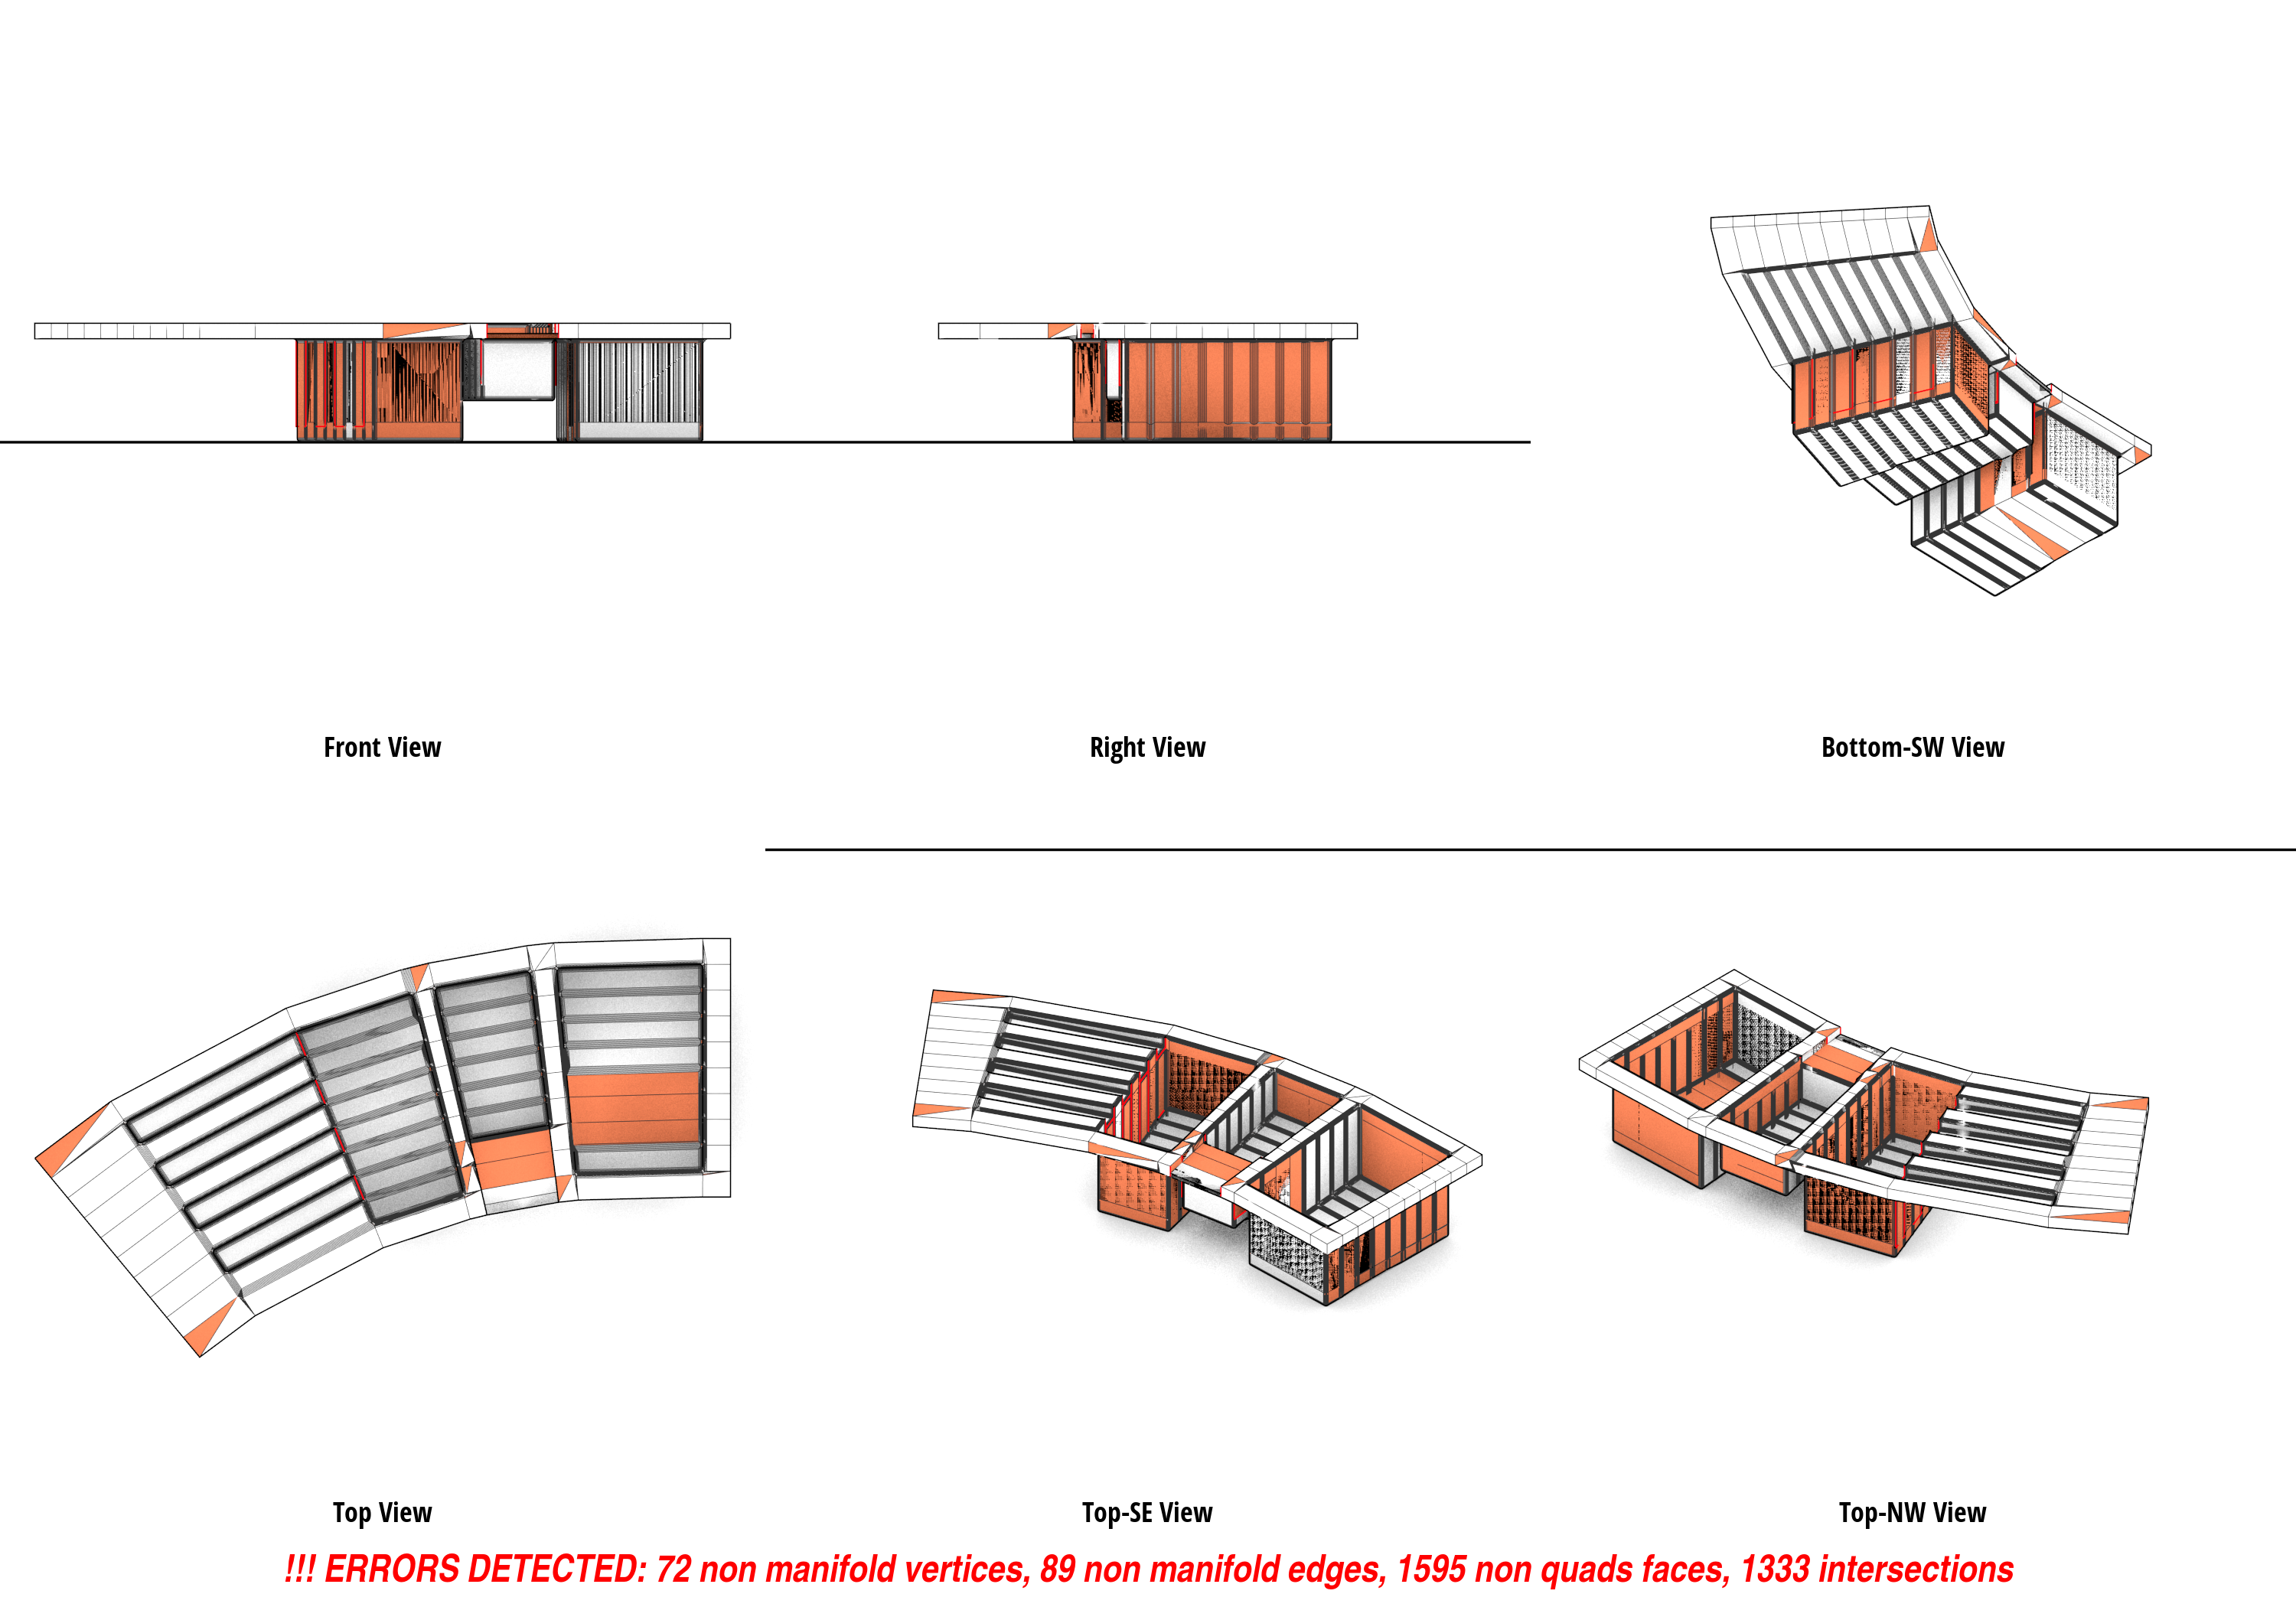 Front View
Right View
Bottom-SW View
Top View
Top-SE View
Top-NW View
!!! ERRORS DETECTED: 72 non manifold vertices, 89 non manifold edges, 1595 non quads faces, 1333 intersections